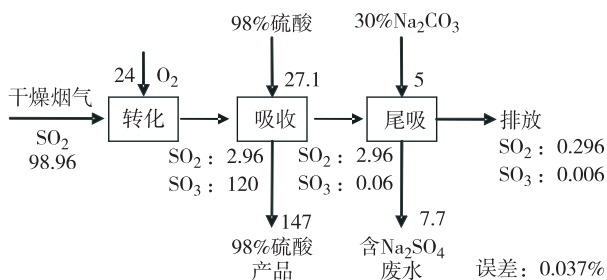 98%硫酸
30%Na₂CO₃
24
O₂
27.1
5
干燥烟气
SO₂
98.96
转化
吸收
尾吸
排放
SO₂：0.296
SO₃：0.006
SO₂：2.96
SO₃：120
SO₂：2.96
SO₃：0.06
147
98%硫酸
产品
7.7
含Na₂SO₄
废水
误差：0.037%